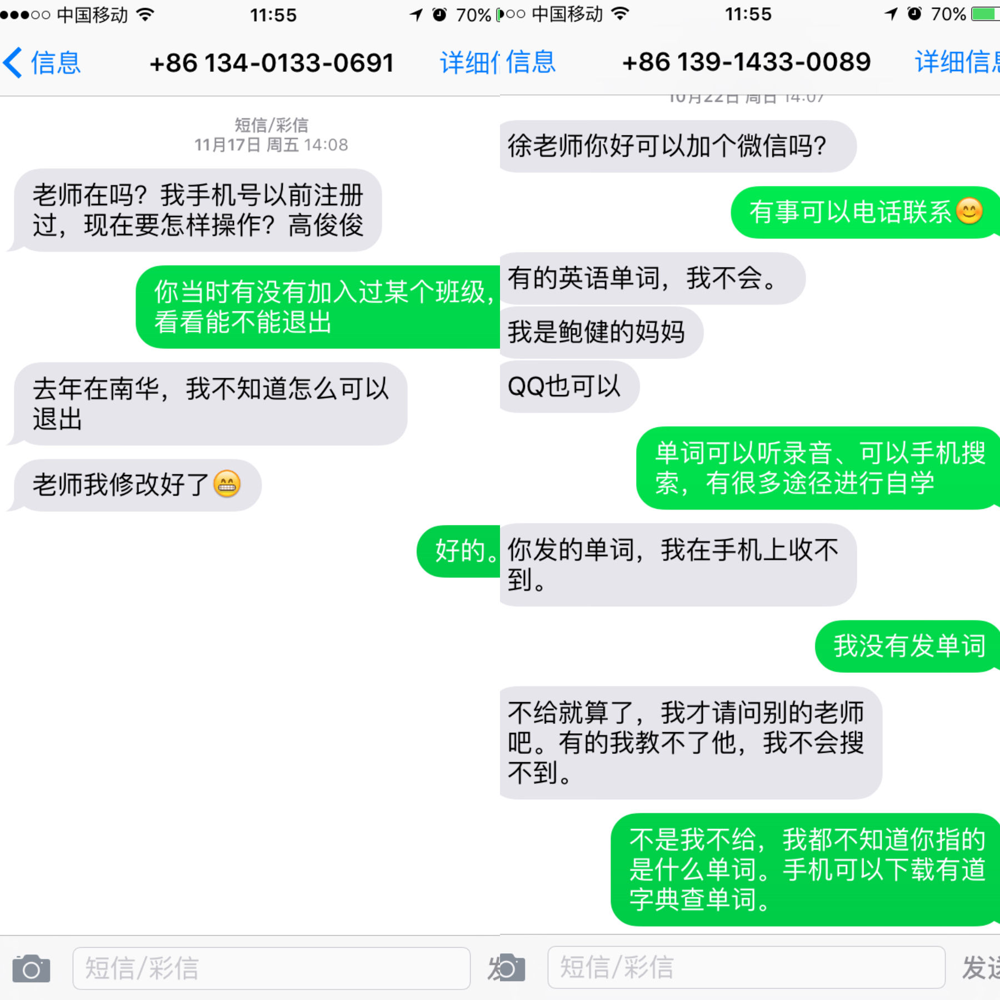 中国移动 11:55 70%
信息 +86 134-0133-0691 详细信
短信/彩信
11月17日 周五 14:08
老师在吗？我手机号以前注册
过，现在要怎样操作？高俊俊
你当时有没有加入过某个班级，
看看能不能退出
去年在南华，我不知道怎么可以
退出
老师我修改好了😁
好的。
短信/彩信 发
中国移动 11:55 70%
信息 +86 139-1433-0089 详细信息
10月22日 周日 14:07
徐老师你好可以加个微信吗？
有事可以电话联系😊
有的英语单词，我不会。
我是鲍健的妈妈
QQ也可以
单词可以听录音、可以手机搜
索，有很多途径进行自学
你发的单词，我在手机上收不
到。
我没有发单词
不给就算了，我才请问别的老师
吧。有的我教不了他，我不会搜
不到。
不是我不给，我都不知道你指的
是什么单词。手机可以下载有道
字典查单词。
短信/彩信 发送